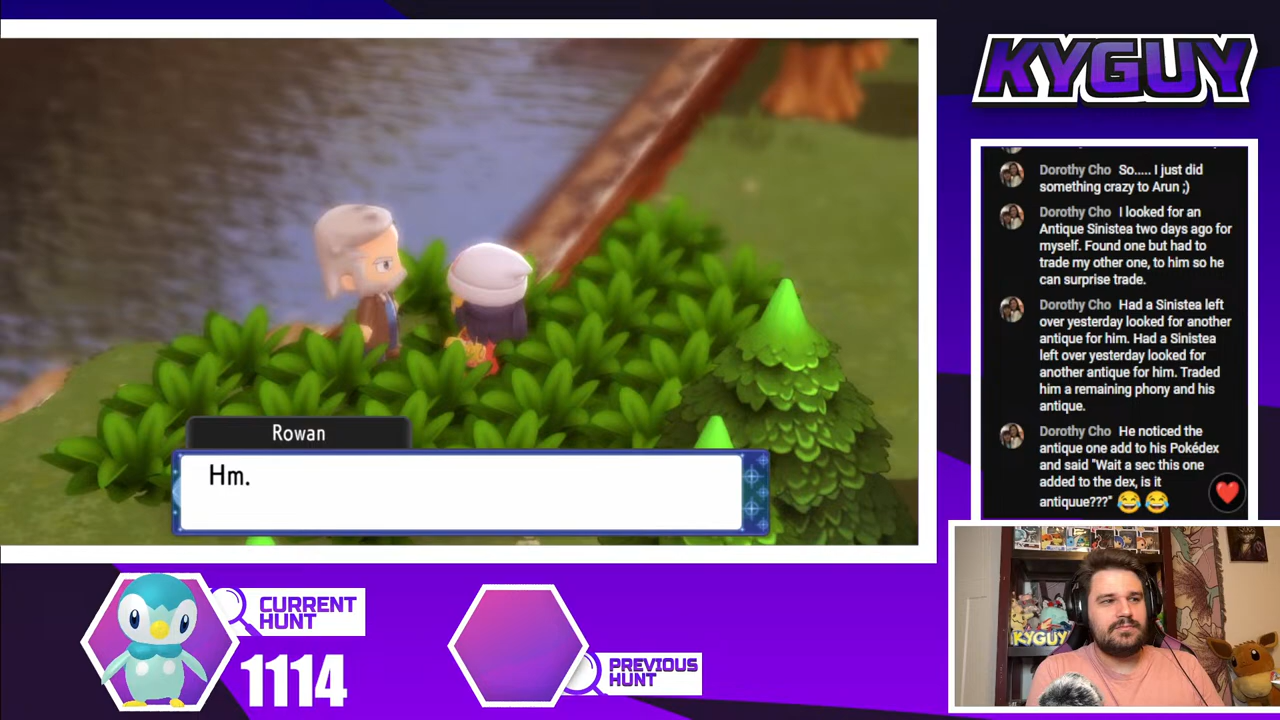 KYGUY
Dorothy Cho So..... I just did
something crazy to Arun ;)
Dorothy Cho I looked for an
Antique Sinistea two days ago for
myself. Found one but had to
trade my other one, to him so he
can surprise trade.
Dorothy Cho Had a Sinistea left
over yesterday looked for another
antique for him. Had a Sinistea
left over yesterday looked for
another antique for him. Traded
him a remaining phony and his
antique.
Dorothy Cho He noticed the
antique one add to his Pokédex
and said "Wait a sec this one
added to the dex, is it
antiquue???" 😂 😂
Rowan
Hm.
CURRENT
HUNT
1114
PREVIOUS
HUNT
KYGUY